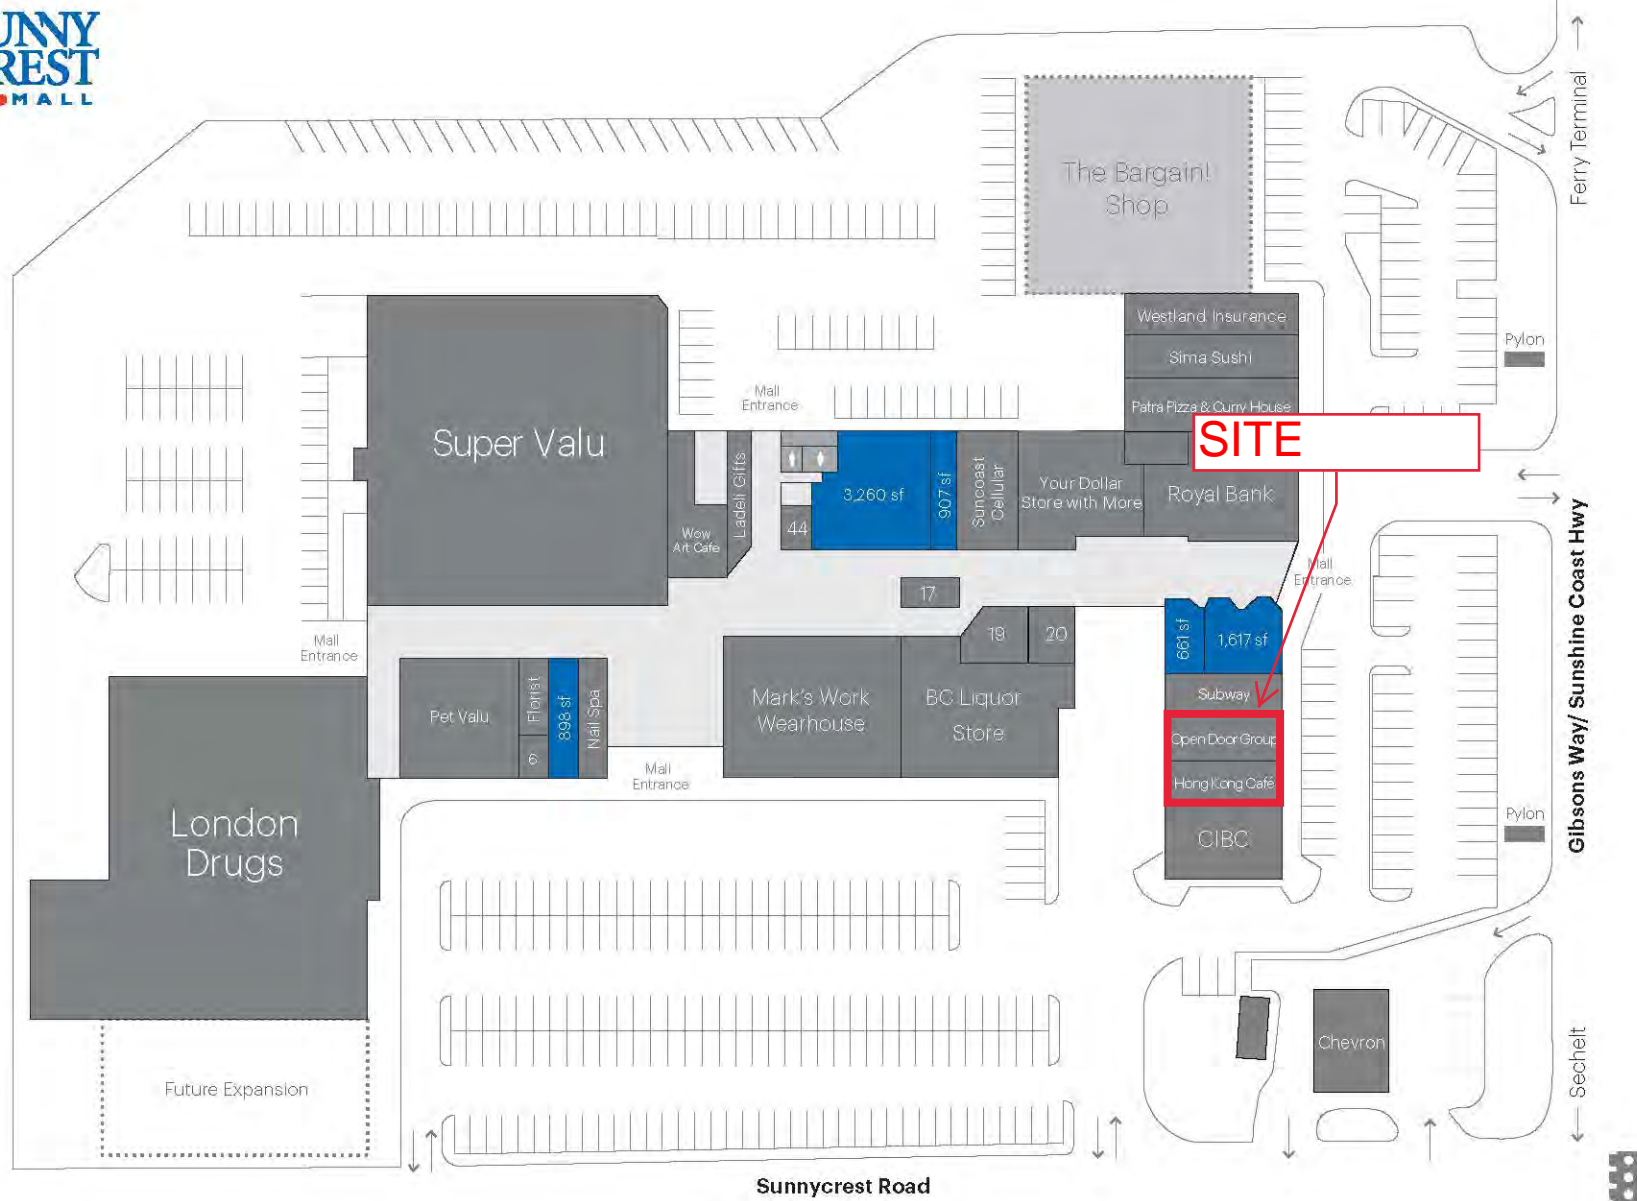 UNNY
REST
MALL
Ferry Terminal
The Bargain!
Shop
Westland Insurance
Sima Sushi
Patra Pizza & Curry House
Pylon
Mall
Entrance
SITE
Super Valu
Ladeli Gifts
Wow
Art Cafe
44
3,260 sf
907 sf
Suncoast
Cellular
Your Dollar
Store with More
Royal Bank
Mall
Entrance
17
19
20
661 sf
1,617 sf
Gibsons Way/ Sunshine Coast Hwy
Mall
Entrance
Pet Valu
Florist
6
898 sf
Nail Spa
Mark's Work
Wearhouse
BC Liquor
Store
Subway
Open Door Group
Hong Kong Café
CIBC
Mall
Entrance
Pylon
London
Drugs
Chevron
Future Expansion
Sechelt
Sunnycrest Road